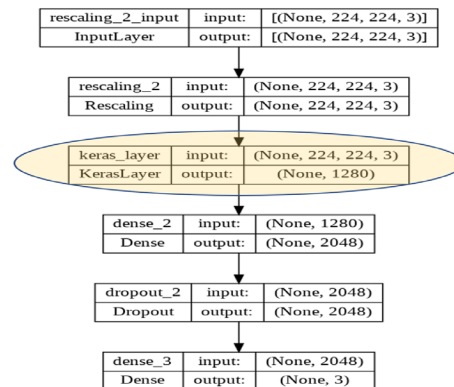 rescaling_2_input input: [(None, 224, 224, 3)]
InputLayer output: [(None, 224, 224, 3)]
rescaling_2 input: (None, 224, 224, 3)
Rescaling output: (None, 224, 224, 3)
keras_layer input: (None, 224, 224, 3)
KerasLayer output: (None, 1280)
dense_2 input: (None, 1280)
Dense output: (None, 2048)
dropout_2 input: (None, 2048)
Dropout output: (None, 2048)
dense_3 input: (None, 2048)
Dense output: (None, 3)